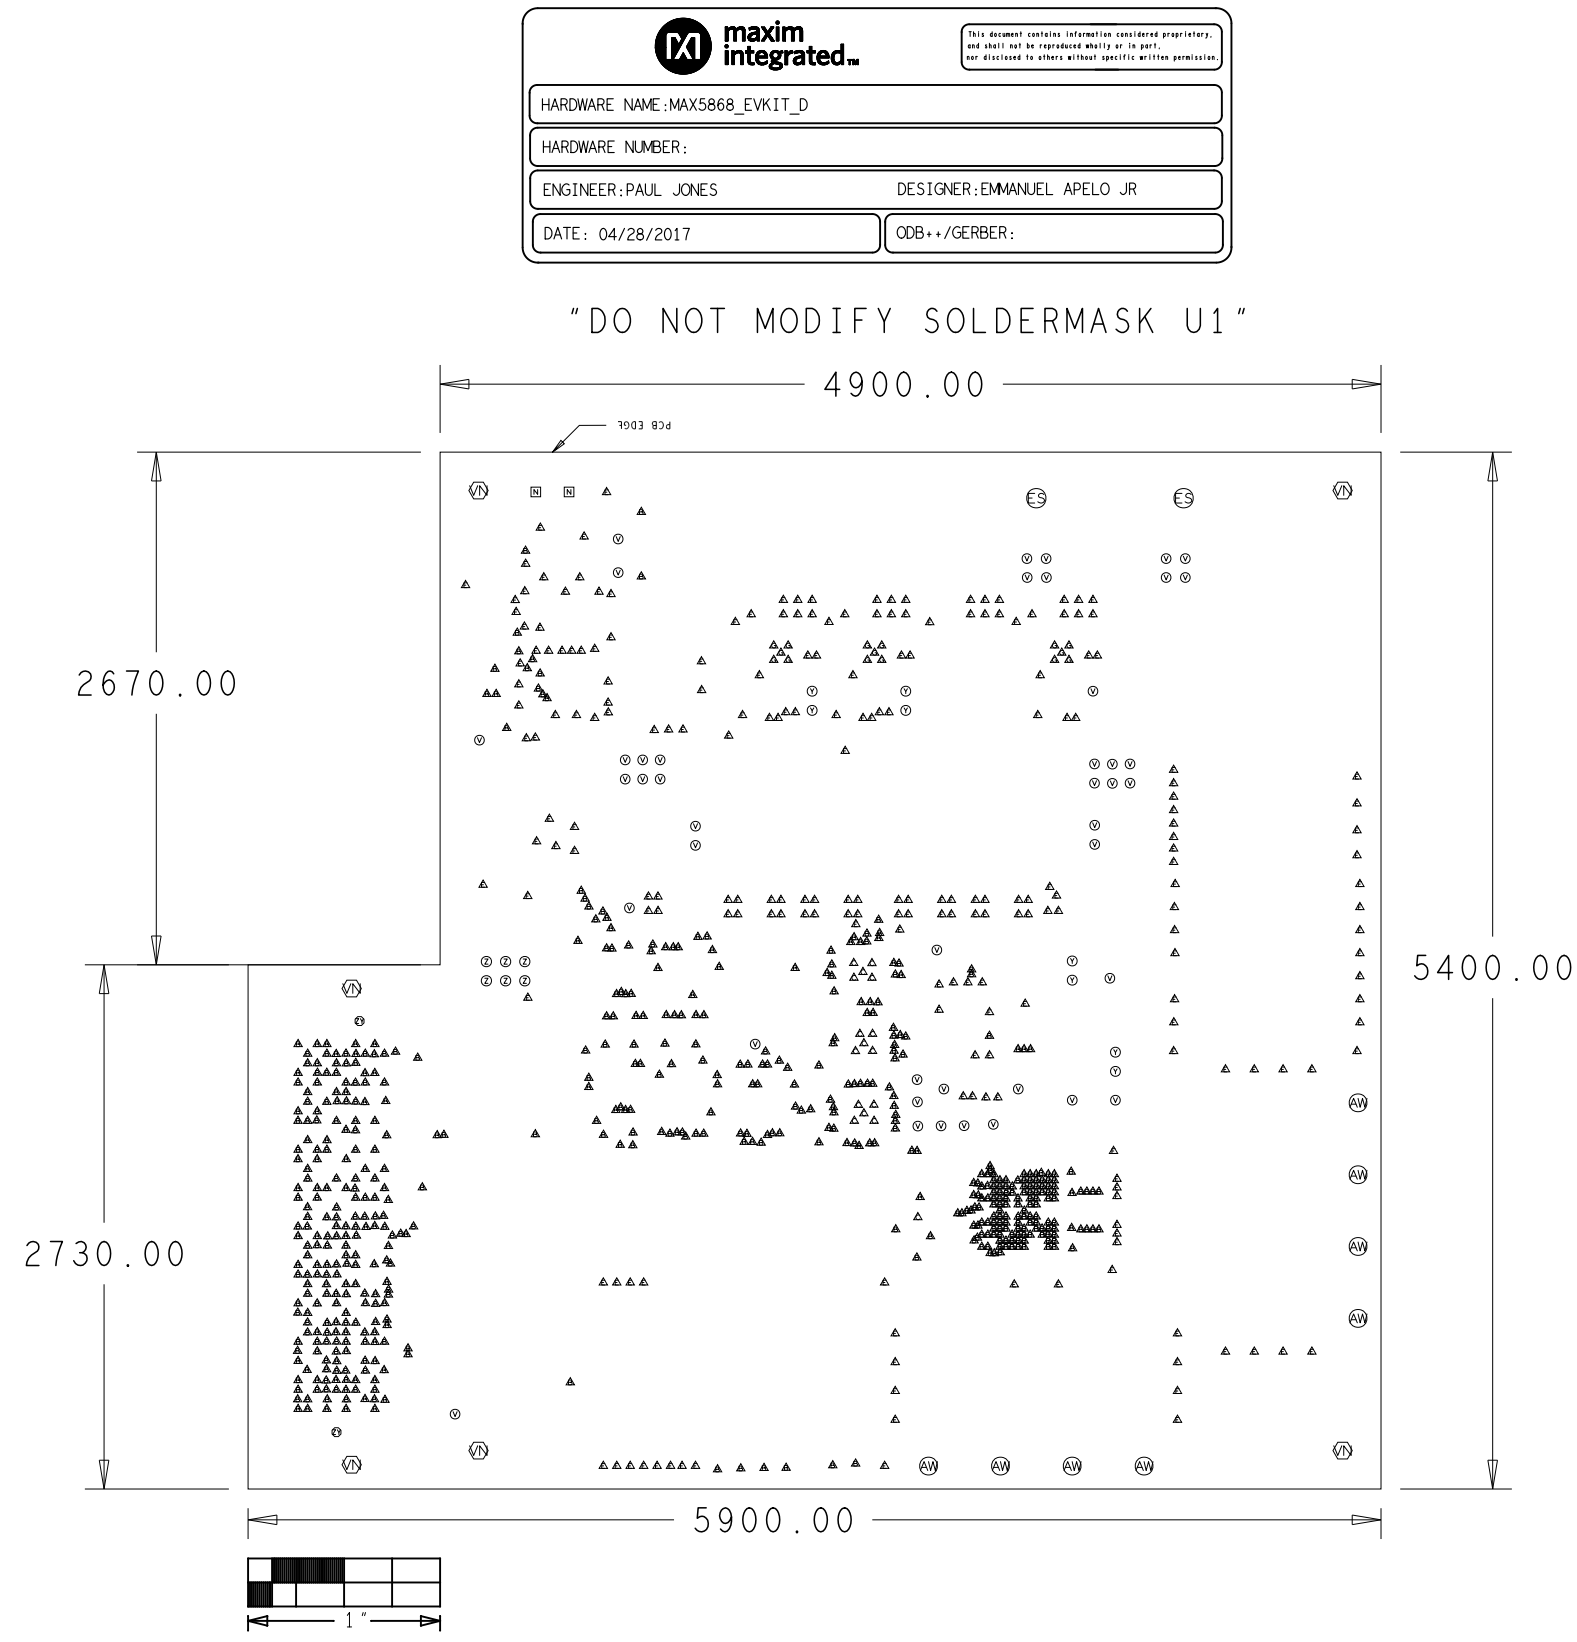 maxim
integrated™
This document contains information considered proprietary,
and shall not be reproduced wholly or in part,
nor disclosed to others without specific written permission.
HARDWARE NAME:MAX5868_EVKIT_D
HARDWARE NUMBER:
ENGINEER:PAUL JONES
DESIGNER:EMMANUEL APELO JR
DATE: 04/28/2017
ODB++/GERBER:
"DO NOT MODIFY SOLDERMASK U1"
4900.00
PCB EDGE
2670.00
5400.00
2730.00
5900.00
1"